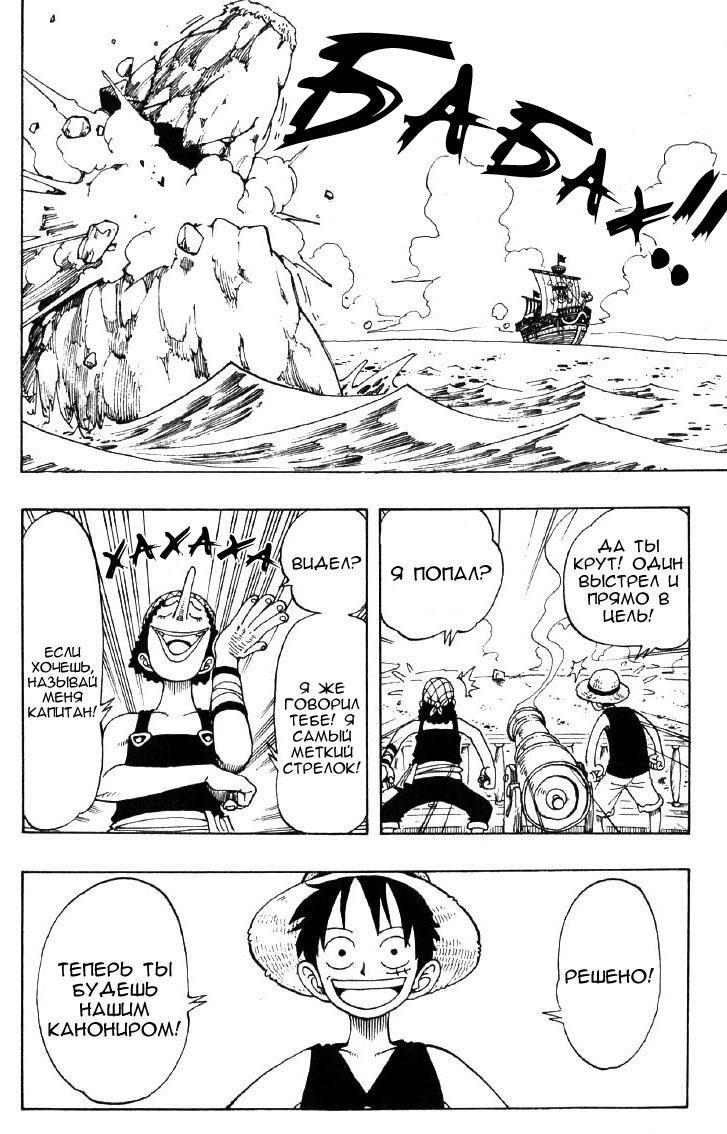 БАБАХ!!
ДА ТЫ
КРУТ! ОДИН
ВЫСТРЕЛ И
ПРЯМО В
ЦЕЛЬ!
Я ПОПАЛ?
ВИДЕЛ?
ХАХАХА
Я ЖЕ
ГОВОРИЛ
ТЕБЕ! Я
САМЫЙ
МЕТКИЙ
СТРЕЛОК!
ЕСЛИ
ХОЧЕШЬ,
НАЗЫВАЙ
МЕНЯ
КАПИТАН!
РЕШЕНО!
ТЕПЕРЬ ТЫ
БУДЕШЬ
НАШИМ
КАНОНИРОМ!